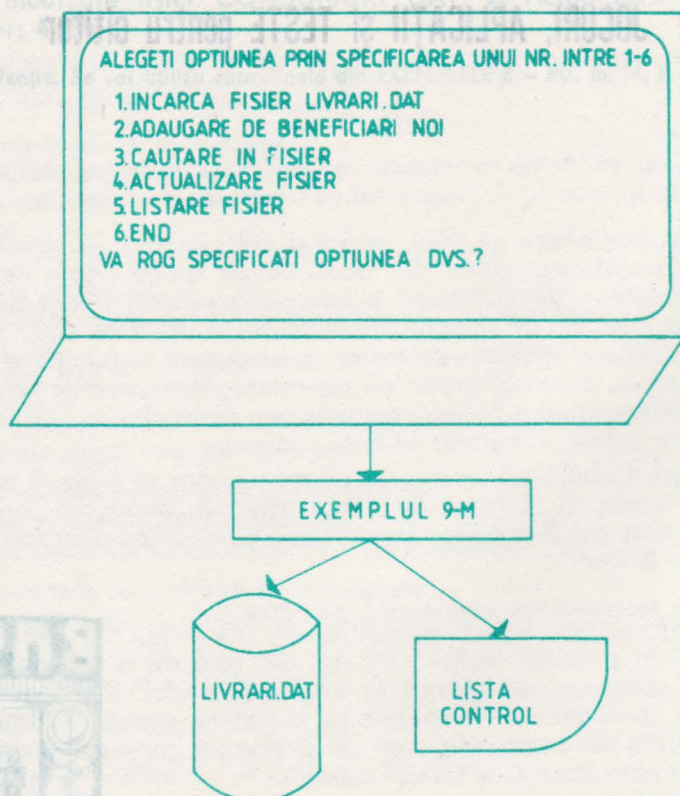 ALEGETI OPTIUNEA PRIN SPECIFICAREA UNUI NR. INTRE 1-6
1.INCARCA FISIER LIVRARI.DAT
2.ADAUGARE DE BENEFICIARI NOI
3.CAUTARE IN FISIER
4.ACTUALIZARE FISIER
5.LISTARE FISIER
6.END
VA ROG SPECIFICATI OPTIUNEA DVS.?
EXEMPLUL 9-M
LIVRARI.DAT
LISTA
CONTROL